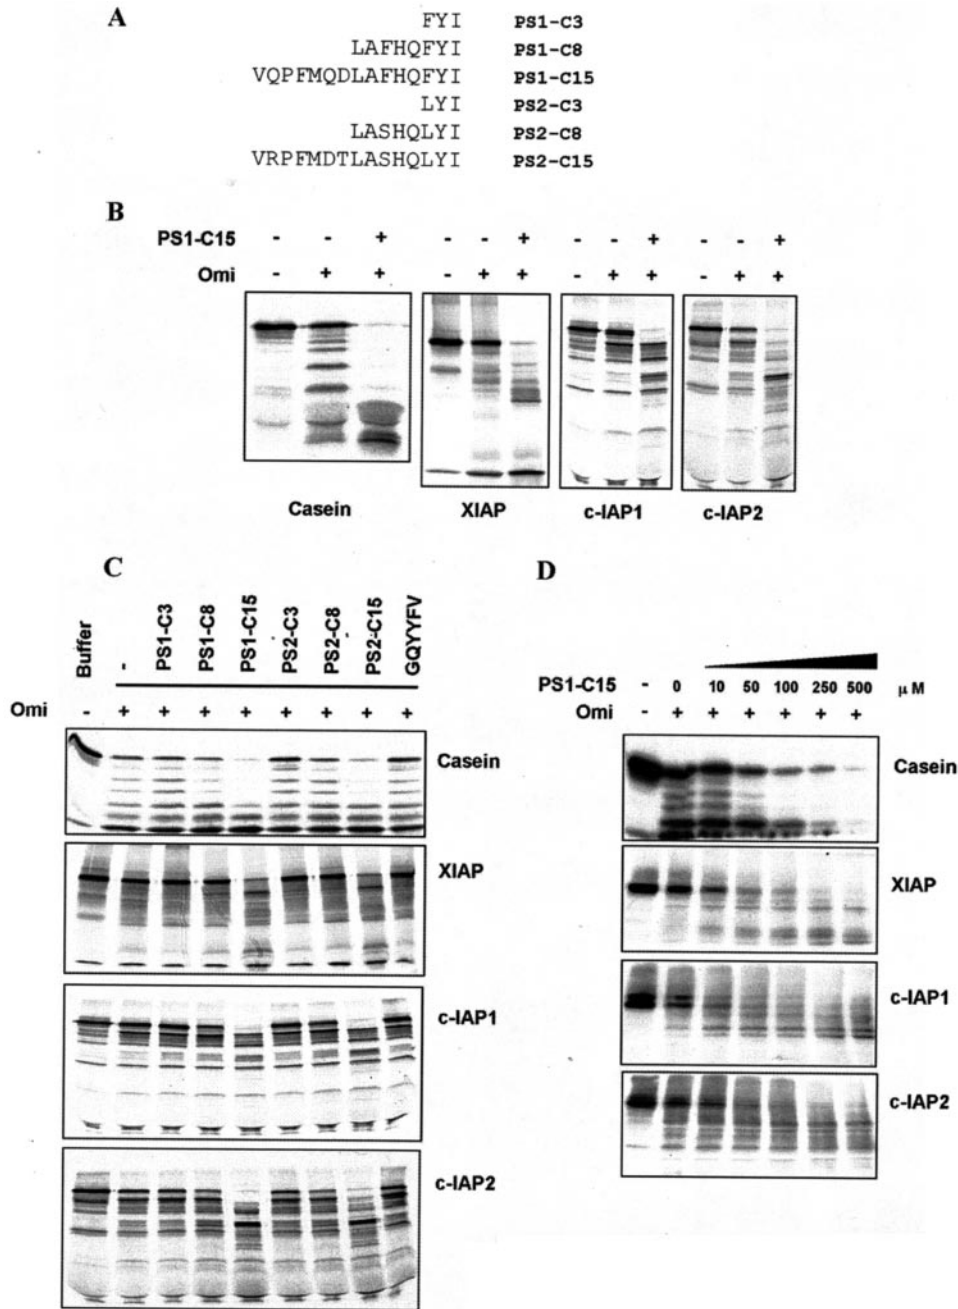 A
FYI PS1-C3
LAFHQFYI PS1-C8
VQPFMQDLAFHQFYI PS1-C15
LYI PS2-C3
LASHQLYI PS2-C8
VRPFMDTLASHQLYI PS2-C15
B
PS1-C15 - - + - - + - - + - - +
Omi - + + - + + - + + - + +
Casein XIAP c-IAP1 c-IAP2
C
Buffer - PS1-C3 PS1-C8 PS1-C15 PS2-C3 PS2-C8 PS2-C15 GQYYFV
Omi - + + + + + + + +
Casein
XIAP
c-IAP1
c-IAP2
D
PS1-C15 - 0 10 50 100 250 500 μM
Omi - + + + + + +
Casein
XIAP
c-IAP1
c-IAP2